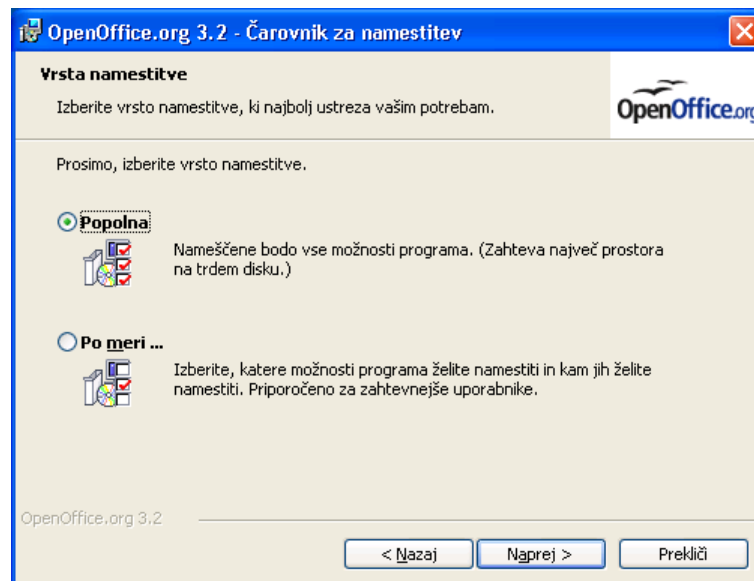 OpenOffice.org 3.2 - Čarovnik za namestitev
Vrsta namestitve
Izberite vrsto namestitve, ki najbolj ustreza vašim potrebam.
OpenOffice.org
Prosimo, izberite vrsto namestitve.
Popolna
Nameščene bodo vse možnosti programa. (Zahteva največ prostora
na trdem disku.)
Po meri ...
Izberite, katere možnosti programa želite namestiti in kam jih želite
namestiti. Priporočeno za zahtevnejše uporabnike.
OpenOffice.org 3.2
< Nazaj
Naprej >
Prekliči